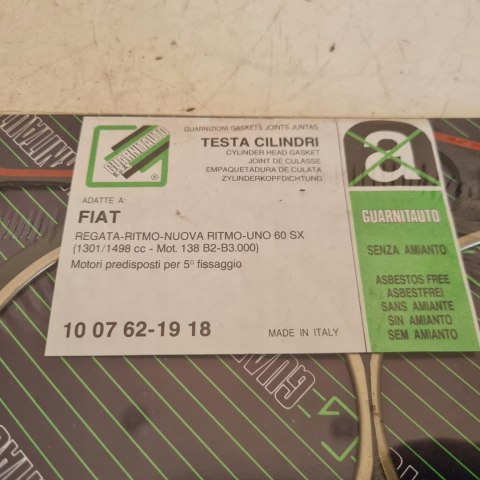 GUARNIZIONI GASKETS JOINTS JUNTAS
GUARNITAUTO
TESTA CILINDRI
CYLINDER HEAD GASKET
JOINT DE CULASSE
EMPAQUETADURA DE CULATA
ZYLINDERKOPFDICHTUNG
ADATTE A:
FIAT
REGATA-RITMO-NUOVA RITMO-UNO 60 SX
(1301/1498 cc - Mot. 138 B2-B3.000)
Motori predisposti per 5° fissaggio
10 07 62-19 18
MADE IN ITALY
a
GUARNITAUTO
SENZA AMIANTO
ASBESTOS FREE
ASBESTFREI
SANS AMIANTE
SIN AMIANTO
SEM AMIANTO